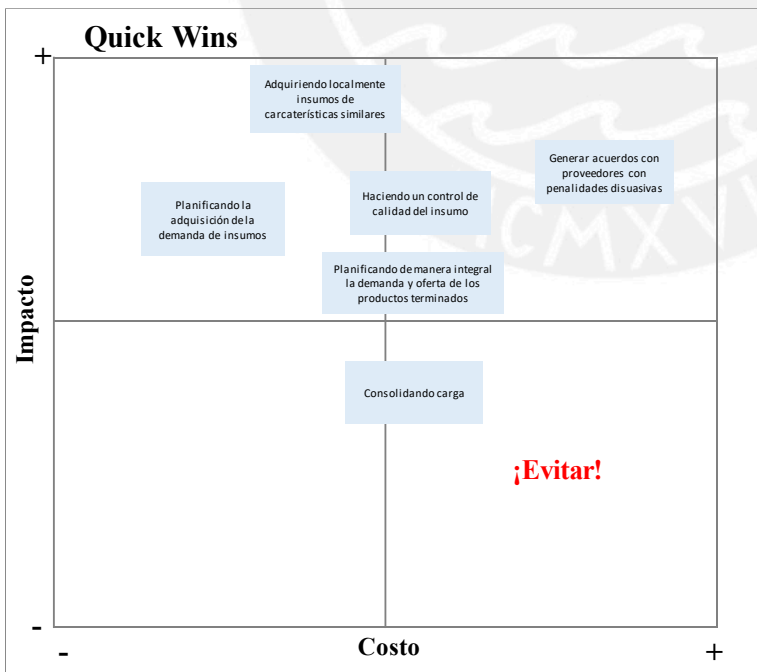 Quick Wins
+
Adquiriendo localmente
insumos de
carcaterísticas similares
Generar acuerdos con
proveedores con
penalidades disuasivas
Planificando la
adquisición de la
demanda de insumos
Haciendo un control de
calidad del insumo
Planificando de manera integral
la demanda y oferta de los
productos terminados
Impacto
Consolidando carga
¡Evitar!
-
-
Costo
+
MCMXVII